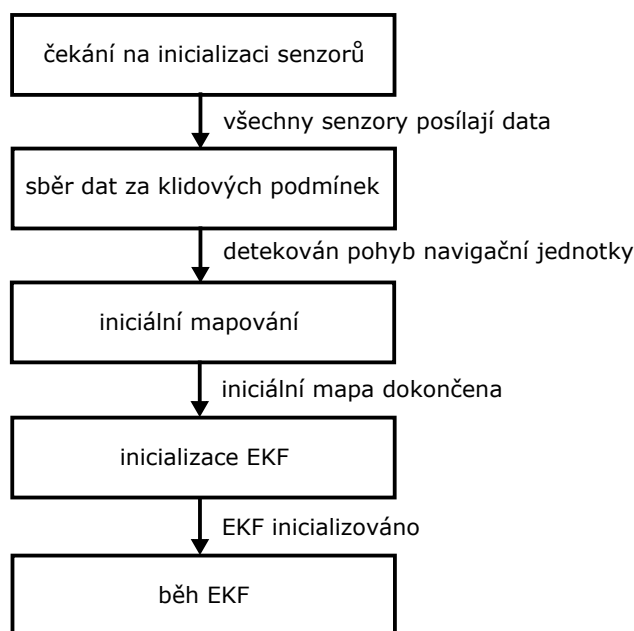 čekání na inicializaci senzorů
všechny senzory posílají data
sběr dat za klidových podmínek
detekován pohyb navigační jednotky
iniciální mapování
iniciální mapa dokončena
inicializace EKF
EKF inicializováno
běh EKF